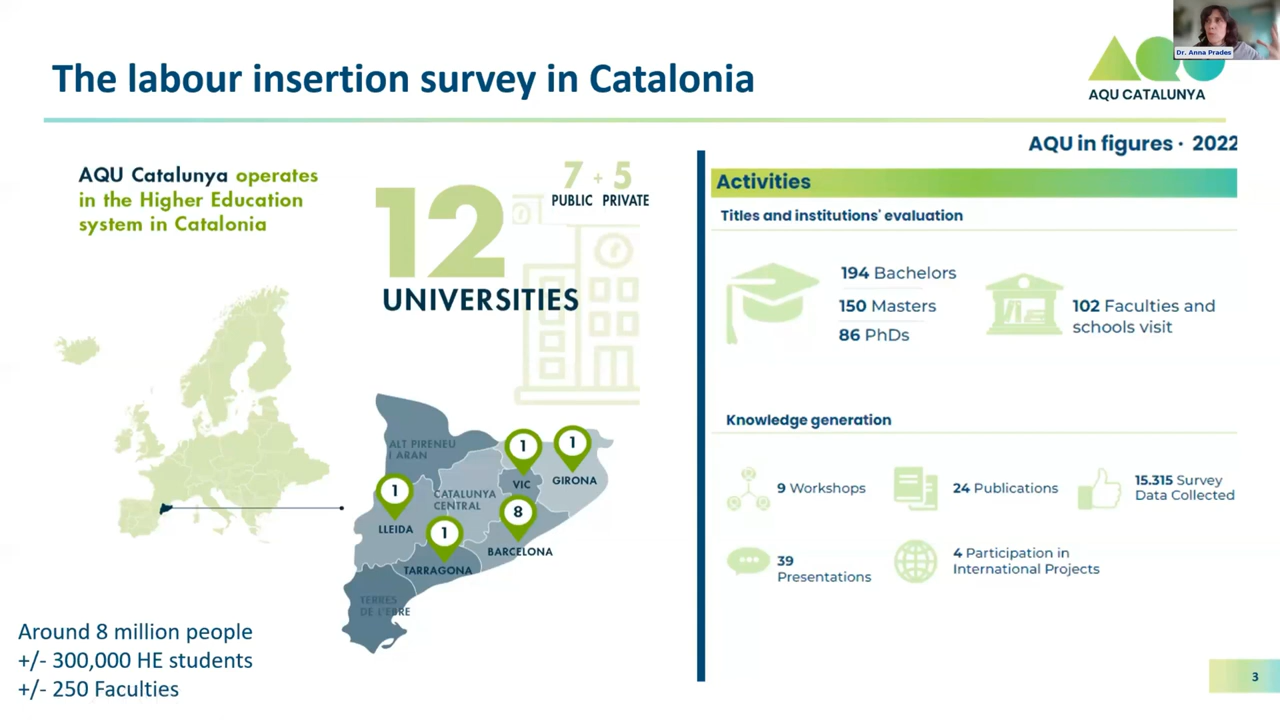 Dr. Anna Prades
The labour insertion survey in Catalonia
AQU CATALUNYA
AQU Catalunya operates
in the Higher Education
system in Catalonia
12
UNIVERSITIES
7 + 5
PUBLIC PRIVATE
ALT PIRENEU
I ARAN
1
VIC
1
GIRONA
1
LLEIDA
CATALUNYA
CENTRAL
8
BARCELONA
1
TARRAGONA
TERRES
DE L'EBRE
Around 8 million people
+/- 300,000 HE students
+/- 250 Faculties
AQU in figures · 2022
Activities
Titles and institutions' evaluation
194 Bachelors
150 Masters
86 PhDs
102 Faculties and
schools visit
Knowledge generation
9 Workshops
24 Publications
15.315 Survey
Data Collected
39
Presentations
4 Participation in
International Projects
3